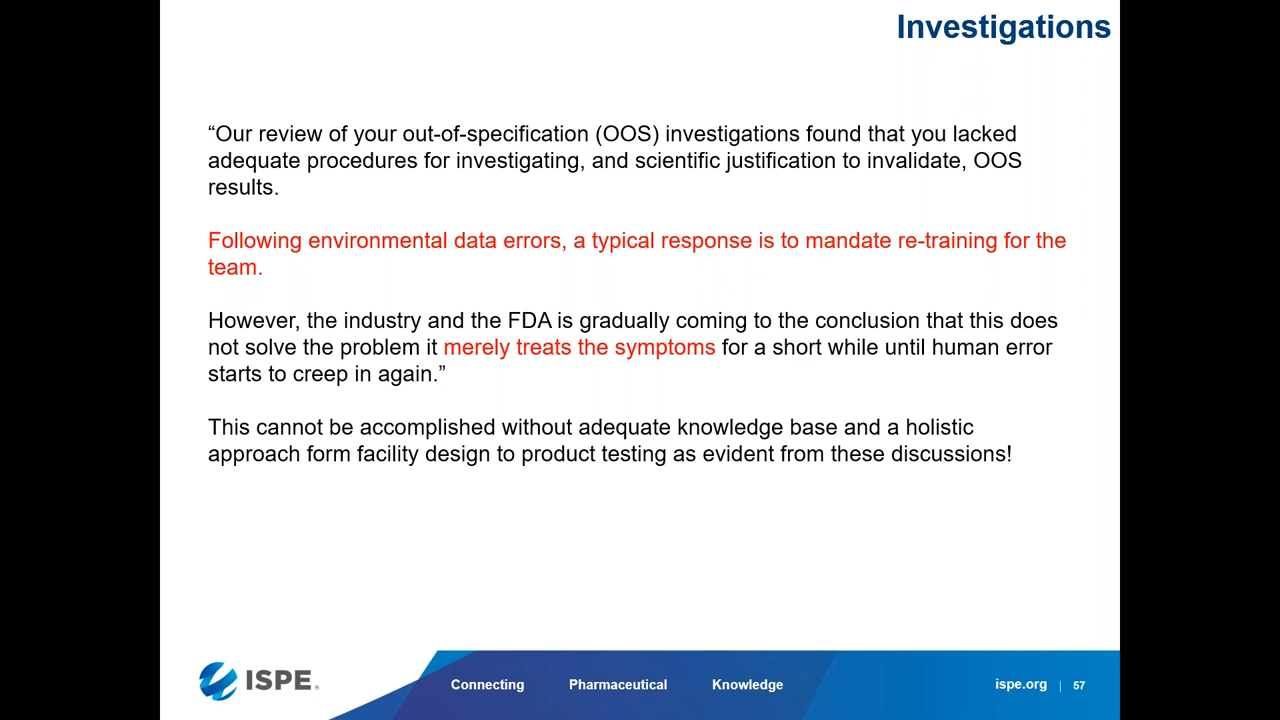 Investigations
“Our review of your out-of-specification (OOS) investigations found that you lacked
adequate procedures for investigating, and scientific justification to invalidate, OOS
results.
Following environmental data errors, a typical response is to mandate re-training for the
team.
However, the industry and the FDA is gradually coming to the conclusion that this does
not solve the problem it merely treats the symptoms for a short while until human error
starts to creep in again.”
This cannot be accomplished without adequate knowledge base and a holistic
approach form facility design to product testing as evident from these discussions!
ISPE®
Connecting Pharmaceutical Knowledge
ispe.org | 57